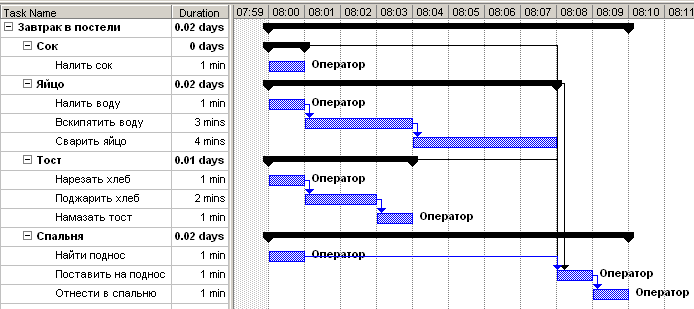 Task Name Duration 07:59 08:00 08:01 08:02 08:03 08:04 08:05 08:06 08:07 08:08 08:09 08:10 08:11
Завтрак в постели 0.02 days
Сок 0 days
Налить сок 1 min Оператор
Яйцо 0.02 days
Налить воду 1 min Оператор
Вскипятить воду 3 mins
Сварить яйцо 4 mins
Тост 0.01 days
Нарезать хлеб 1 min Оператор
Поджарить хлеб 2 mins
Намазать тост 1 min Оператор
Спальня 0.02 days
Найти поднос 1 min Оператор
Поставить на поднос 1 min Оператор
Отнести в спальню 1 min Оператор